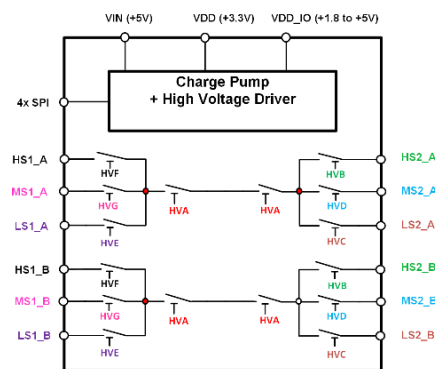 VIN (+5V) VDD (+3.3V) VDD_IO (+1.8 to +5V)
Charge Pump
+ High Voltage Driver
4x SPI
HS1_A HVF HVB HS2_A
MS1_A HVG HVA HVA HVD MS2_A
LS1_A HVE HVC LS2_A
HS1_B HVF HVB HS2_B
MS1_B HVG HVA HVA HVD MS2_B
LS1_B HVE HVC LS2_B